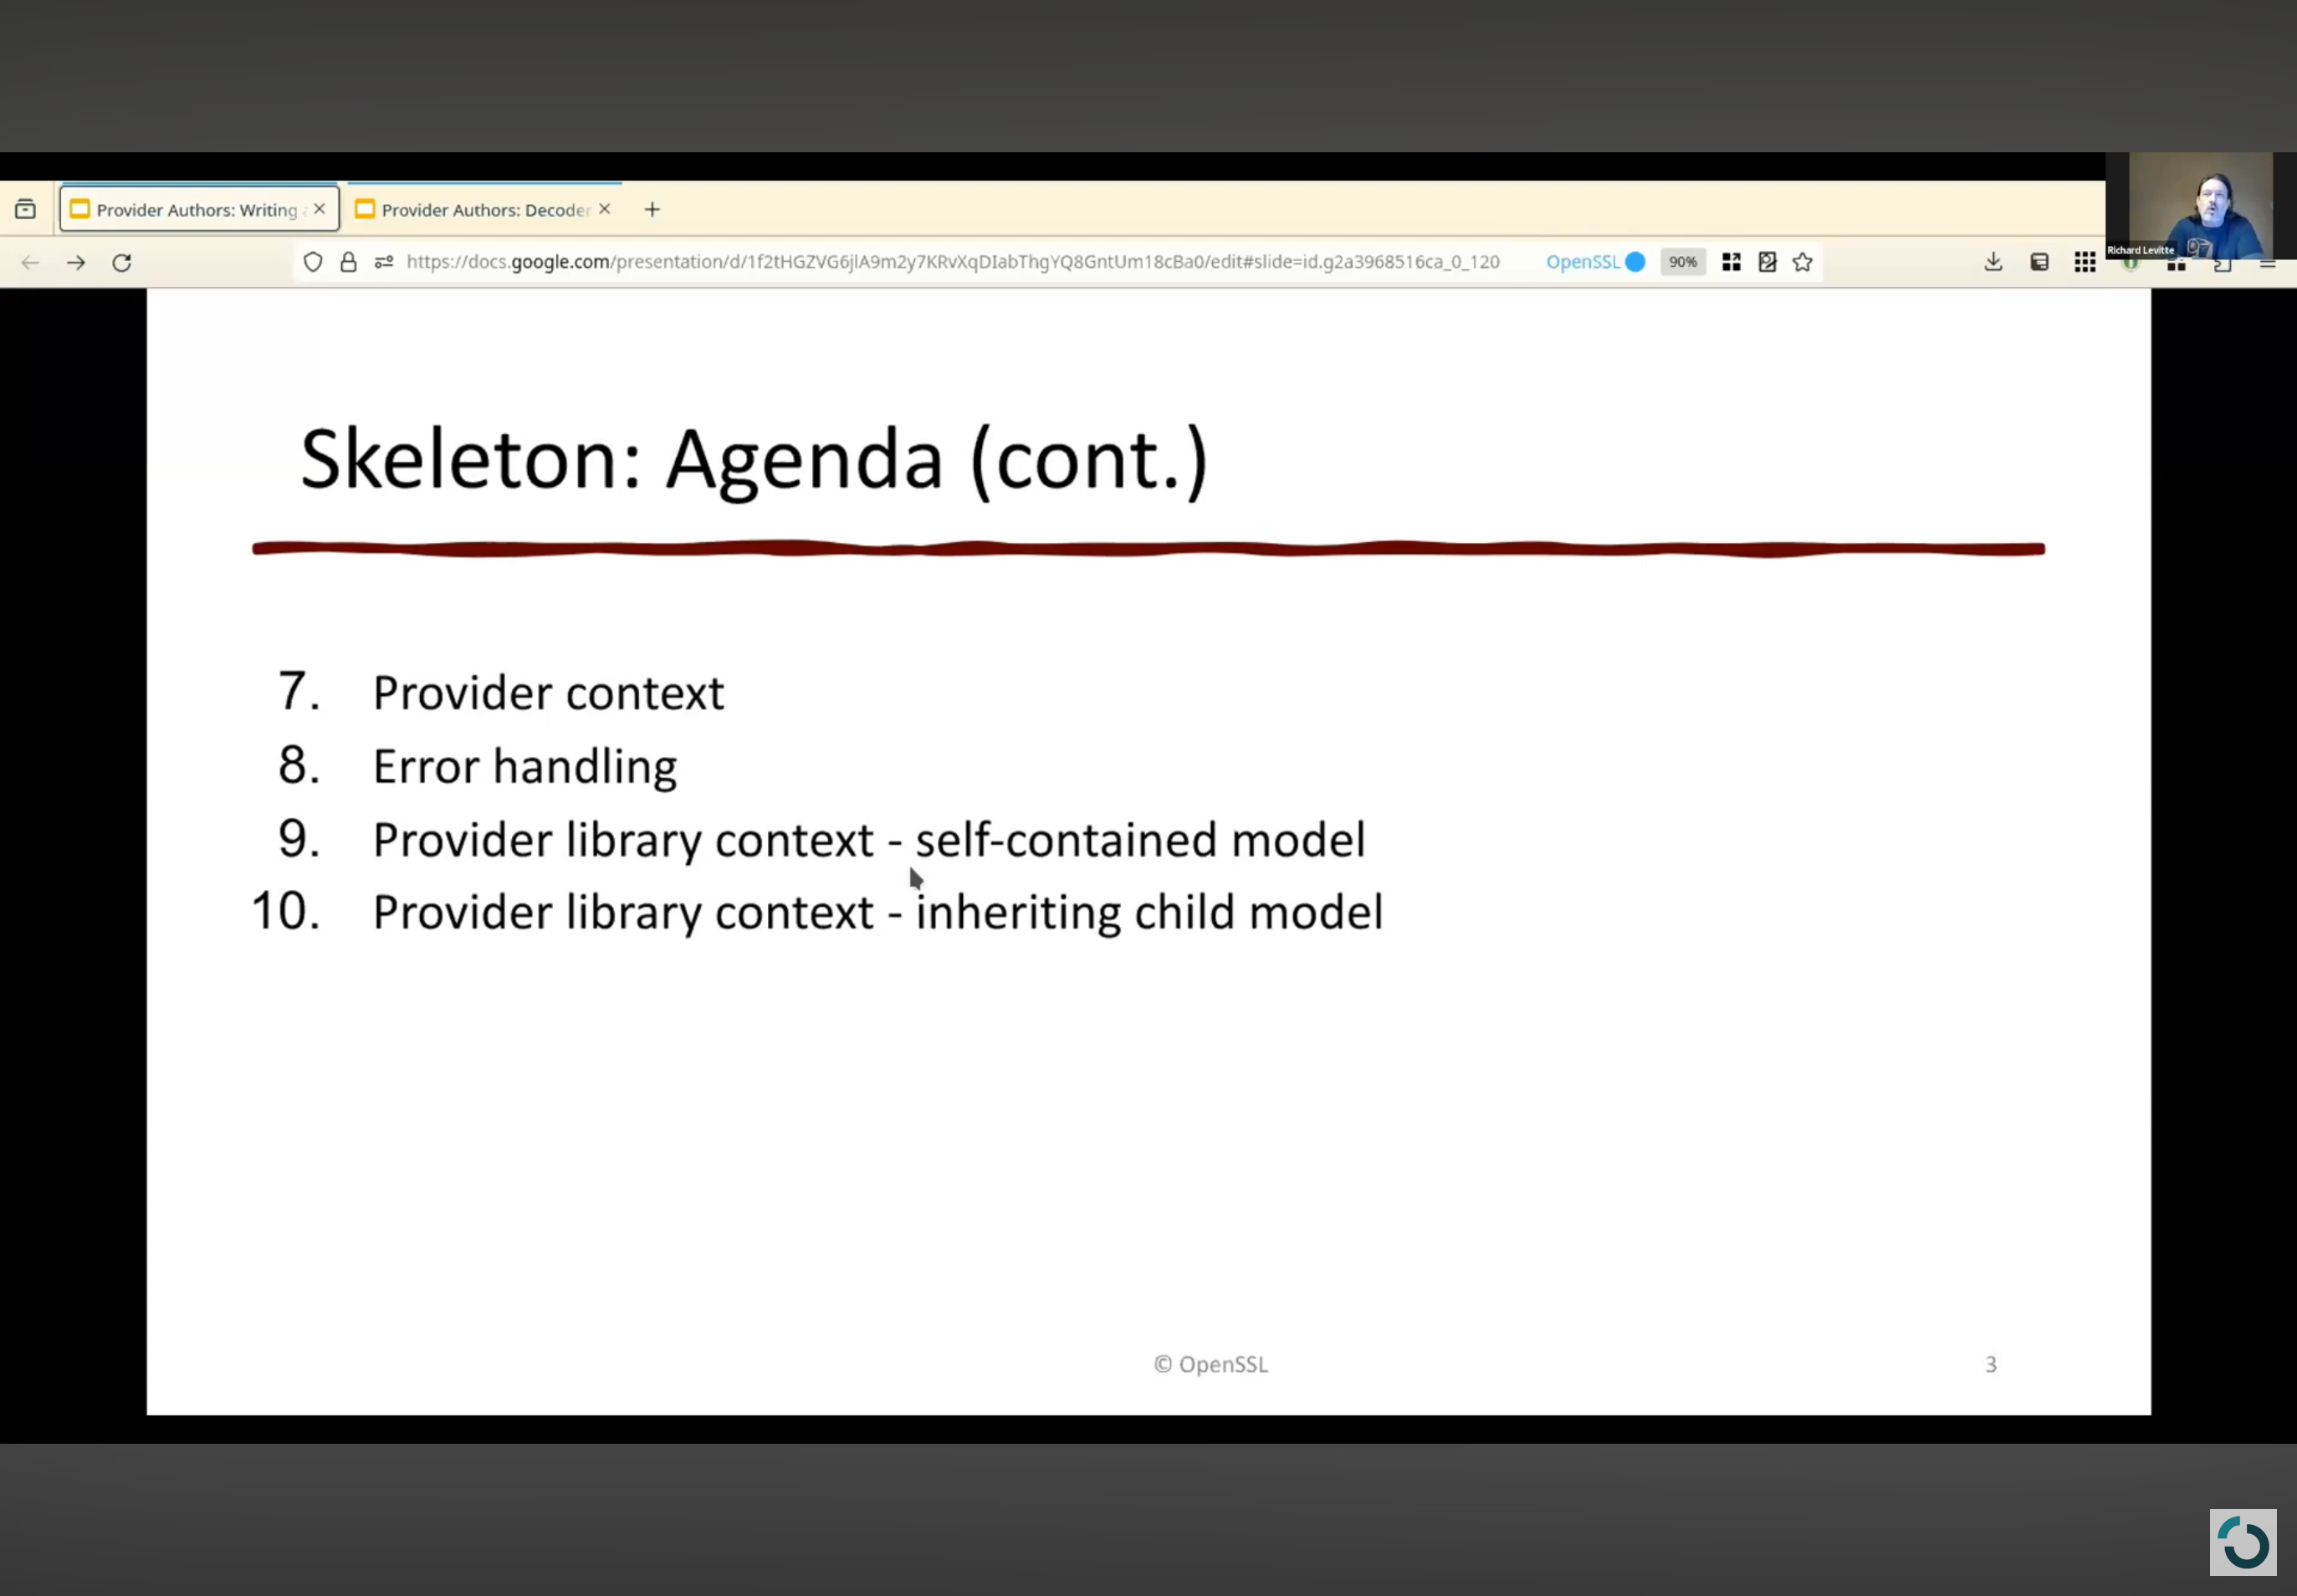 Provider Authors: Writing
Provider Authors: Decoder
https://docs.google.com/presentation/d/1f2tHGZVG6jlA9m2y7KRvXqDIabThgYQ8GntUm18cBa0/edit#slide=id.g2a3968516ca_0_120
OpenSSL
90%
Richard Levitte
Skeleton: Agenda (cont.)
7. Provider context
8. Error handling
9. Provider library context - self-contained model
10. Provider library context - inheriting child model
© OpenSSL
3